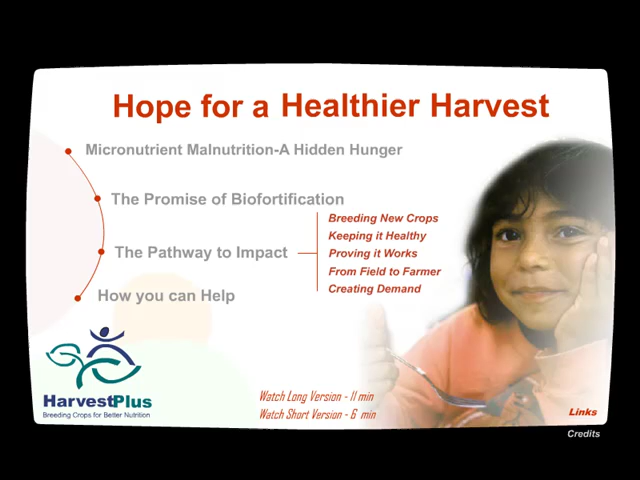 Hope for a Healthier Harvest
Micronutrient Malnutrition-A Hidden Hunger
The Promise of Biofortification
The Pathway to Impact
Breeding New Crops
Keeping it Healthy
Proving it Works
From Field to Farmer
Creating Demand
How you can Help
HarvestPlus
Breeding Crops for Better Nutrition
Watch Long Version - 11 min
Watch Short Version - 6 min
Links
Credits